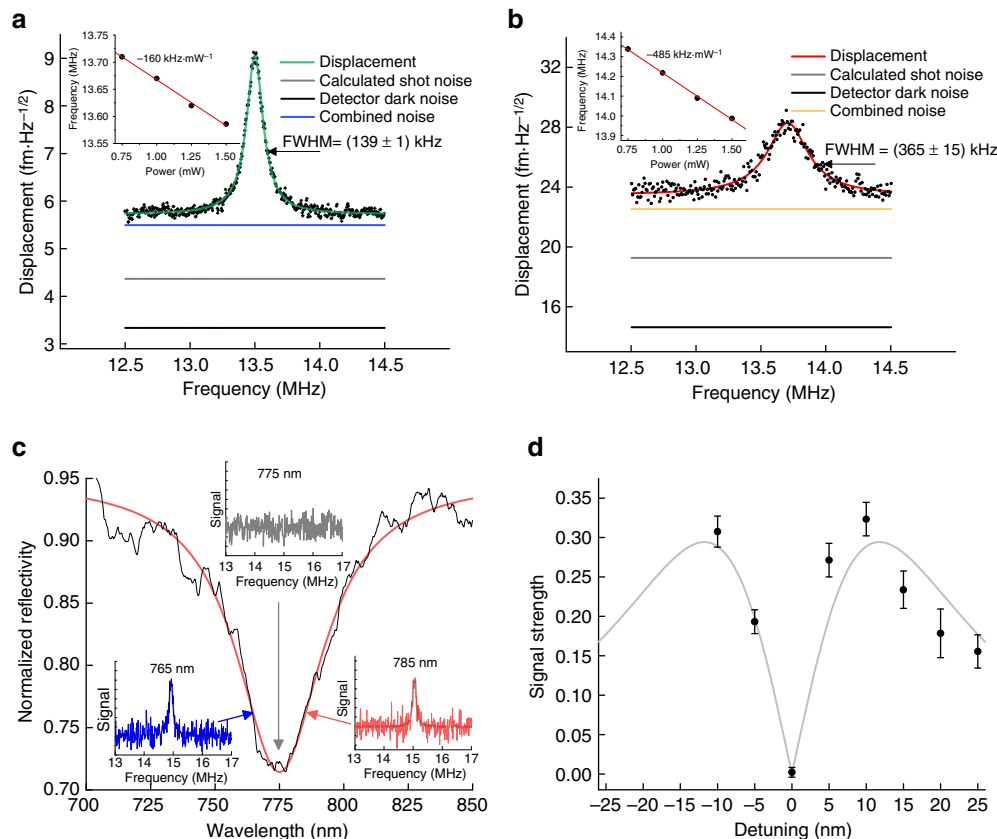 a
9
8
7
6
5
4
3
Displacement (fm·Hz−1/2)
12.5
13.0
13.5
14.0
14.5
Frequency (MHz)
13.75
13.70
13.65
13.60
13.55
Frequency (MHz)
−160 kHz·mW−1
0.75
1.00
1.25
1.50
Power (mW)
Displacement
Calculated shot noise
Detector dark noise
Combined noise
FWHM= (139 ± 1) kHz
b
32
28
24
20
16
Displacement (fm·Hz−1/2)
12.5
13.0
13.5
14.0
14.5
Frequency (MHz)
14.4
14.3
14.2
14.1
14.0
13.9
Frequency (MHz)
−485 kHz·mW−1
0.75
1.00
1.25
1.50
Power (mW)
Displacement
Calculated shot noise
Detector dark noise
Combined noise
FWHM = (365 ± 15) kHz
c
0.95
0.90
0.85
0.80
0.75
0.70
Normalized reflectivity
700
725
750
775
800
825
850
Wavelength (nm)
775 nm
Signal
13 14 15 16 17
Frequency (MHz)
765 nm
Signal
13 14 15 16 17
Frequency (MHz)
785 nm
Signal
13 14 15 16 17
Frequency (MHz)
d
0.35
0.30
0.25
0.20
0.15
0.10
0.05
0.00
Signal strength
−25 −20 −15 −10 −5 0 5 10 15 20 25
Detuning (nm)